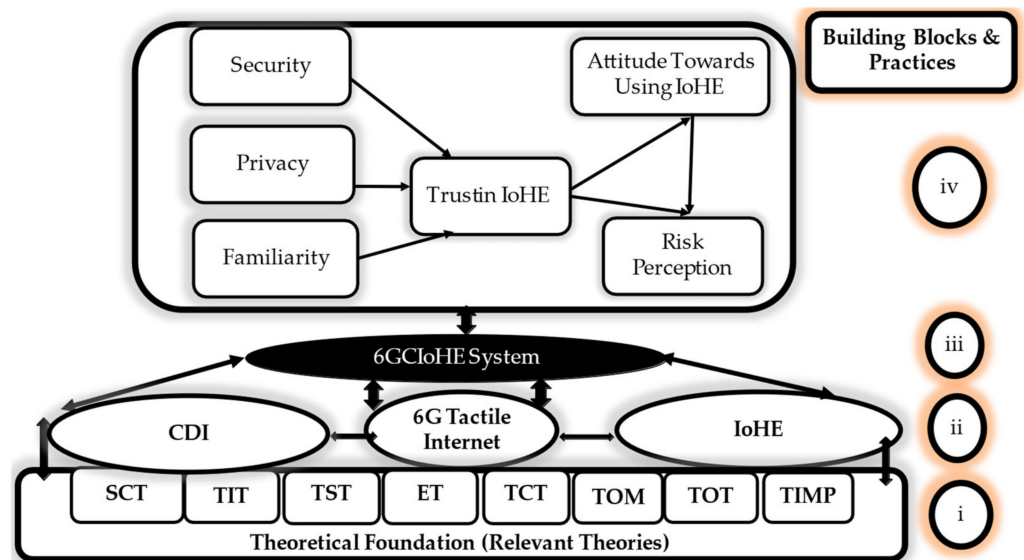 Building Blocks &
Practices
Security
Attitude Towards
Using IoHE
Privacy
Trustin IoHE
iv
Familiarity
Risk
Perception
6GCIoHE System
iii
CDI
6G Tactile
Internet
IoHE
ii
SCT
TIT
TST
ET
TCT
TOM
TOT
TIMP
i
Theoretical Foundation (Relevant Theories)